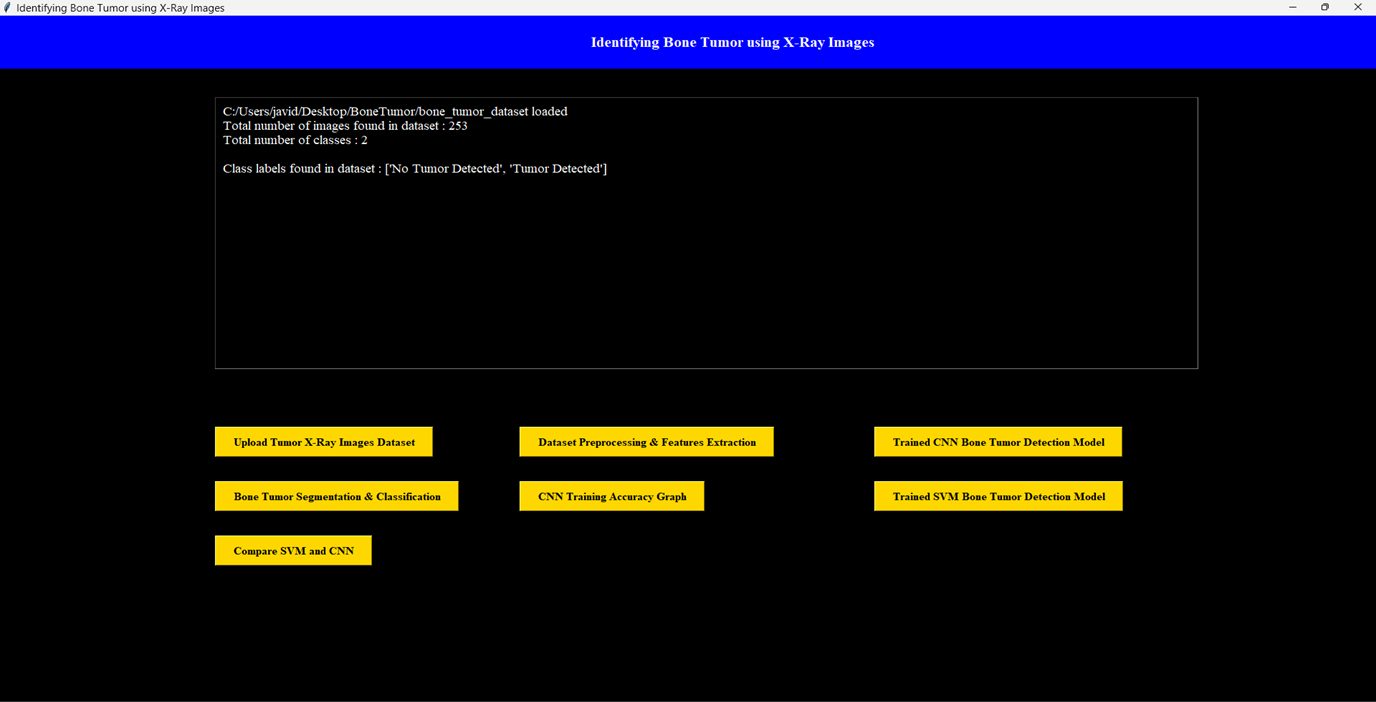 Identifying Bone Tumor using X-Ray Images
Identifying Bone Tumor using X-Ray Images
C:/Users/javid/Desktop/BoneTumor/bone_tumor_dataset loaded
Total number of images found in dataset : 253
Total number of classes : 2
Class labels found in dataset : ['No Tumor Detected', 'Tumor Detected']
Upload Tumor X-Ray Images Dataset
Dataset Preprocessing & Features Extraction
Trained CNN Bone Tumor Detection Model
Bone Tumor Segmentation & Classification
CNN Training Accuracy Graph
Trained SVM Bone Tumor Detection Model
Compare SVM and CNN